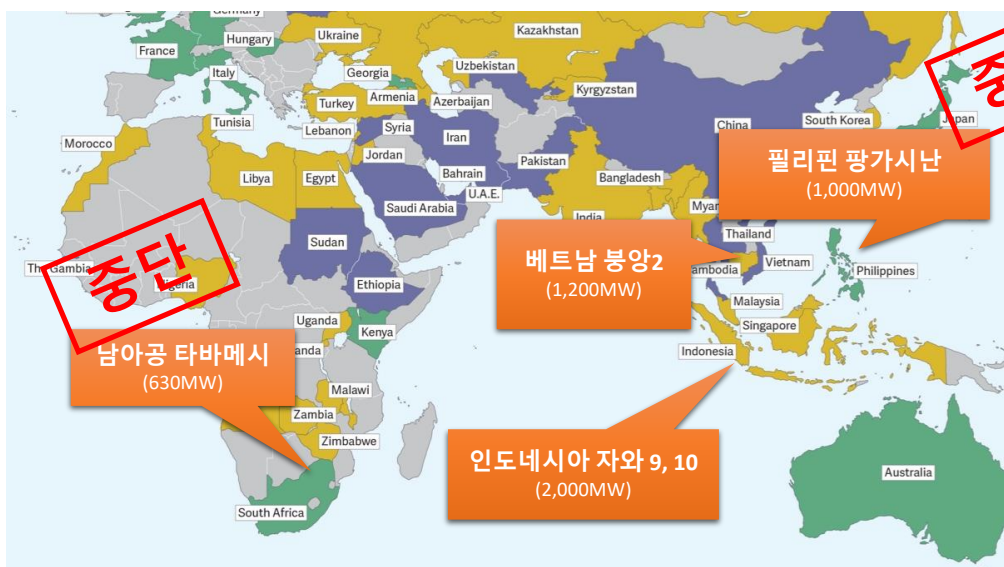 Germany
Ukraine
Kazakhstan
France
Hungary
Italy
Georgia
Uzbekistan
Kyrgyzstan
Turkey
Armenia
Azerbaijan
Tunisia
Lebanon
Syria
Iran
China
South Korea
Japan
Morocco
Jordan
Pakistan
필리핀 팡가시난
(1,000MW)
Libya
Egypt
Bahrain
U.A.E.
Bangladesh
Saudi Arabia
India
Sudan
Thailand
중단
The Gambia
Nigeria
Ethiopia
베트남 붕앙2
(1,200MW)
Vietnam
Philippines
Malaysia
Singapore
Uganda
Kenya
Indonesia
남아공 타바메시
(630MW)
Malawi
Zambia
Zimbabwe
인도네시아 자와 9, 10
(2,000MW)
Australia
South Africa